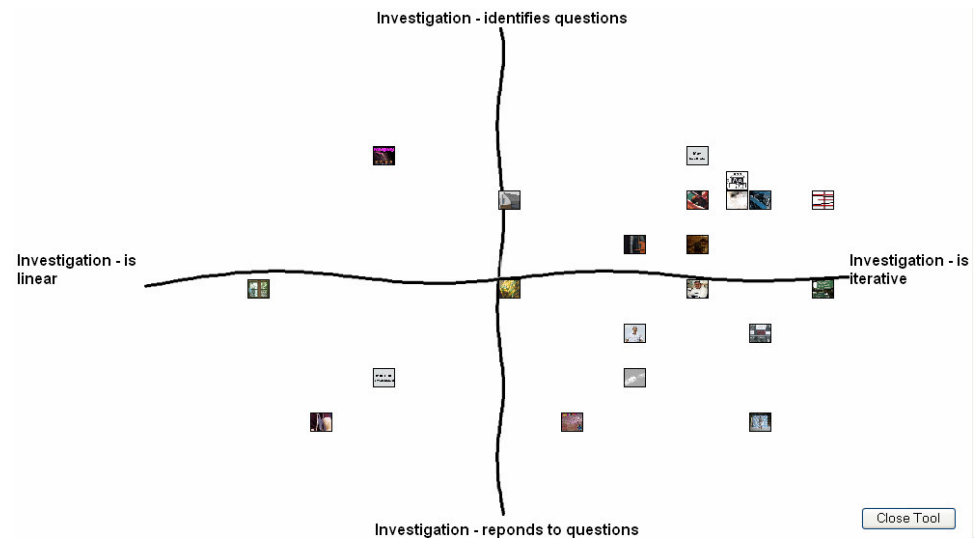 Investigation - identifies questions
Investigation - is
linear
Investigation - is
iterative
Investigation - reponds to questions
Close Tool